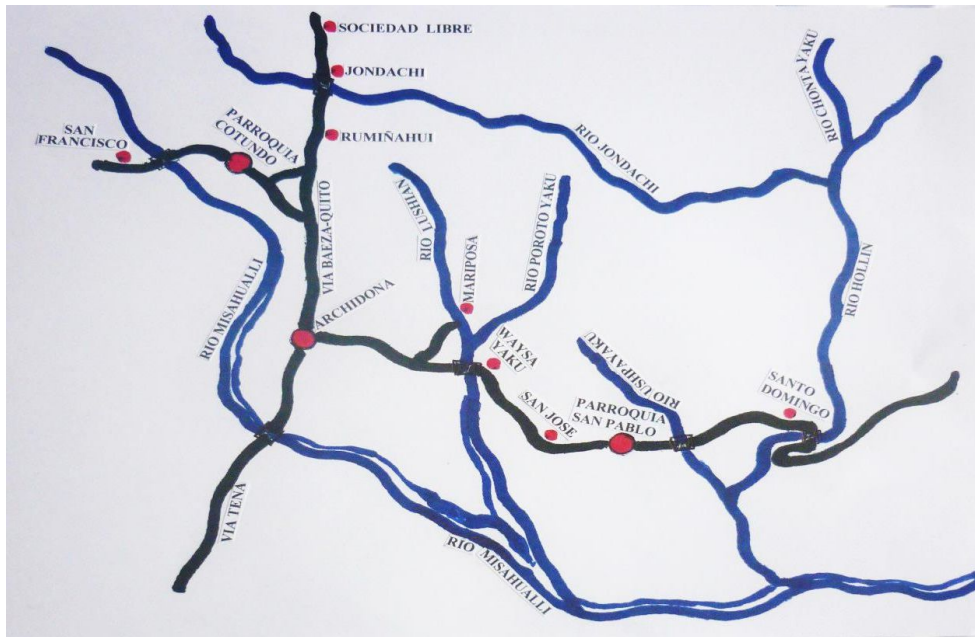 SOCIEDAD LIBRE
JONDACHI
RUMIÑAHUI
SAN
FRANCISCO
PARROQUIA
COTUNDO
RIO CHONTA YAKU
RIO JONDACHI
VIA BAEZA-QUITO
RIO LUSHIAN
RIO POROTO YAKU
RIO HOLLIN
RIO MISAHUALLI
ARCHIDONA
MARIPOSA
WAYSA
YAKU
RIO USHPAYAKU
SAN JOSE
PARROQUIA
SAN PABLO
SANTO
DOMINGO
VIA TENA
RIO MISAHUALLI